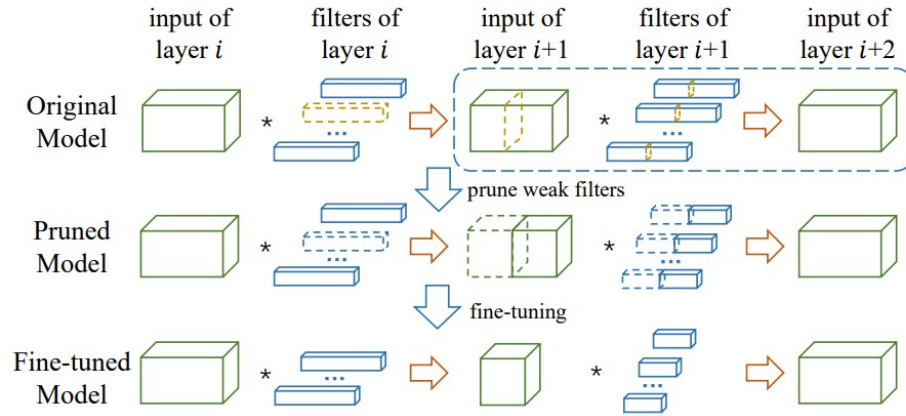 input of filters of input of filters of input of
layer i layer i layer i+1 layer i+1 layer i+2
Original
Model
* ... * ...
prune weak filters
Pruned
Model
* ... * ...
fine-tuning
Fine-tuned
Model
* ... * ...